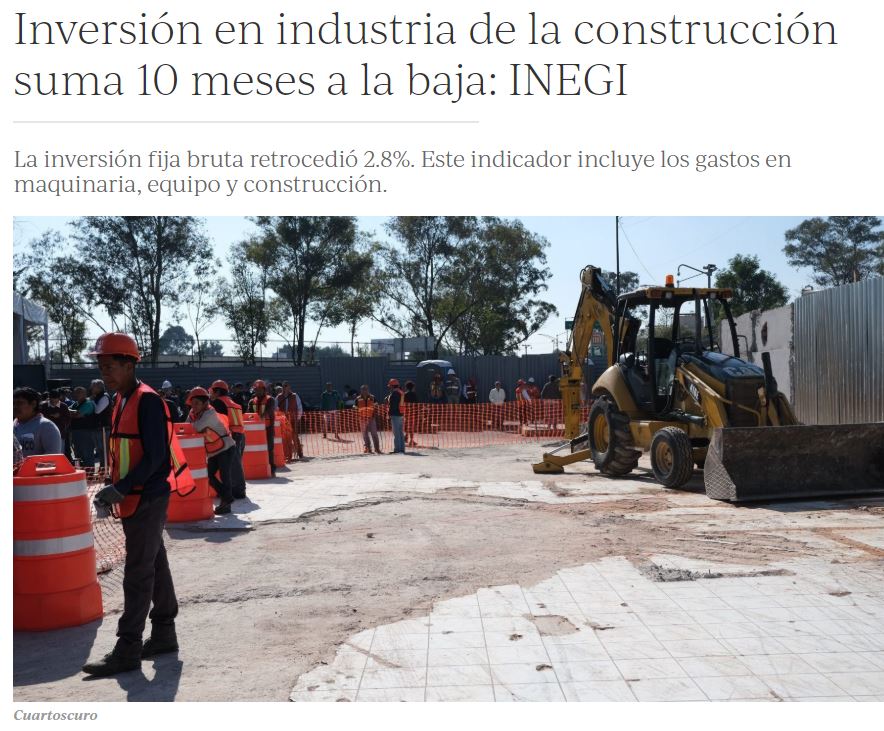 Inversión en industria de la construcción
suma 10 meses a la baja: INEGI
La inversión fija bruta retrocedió 2.8%. Este indicador incluye los gastos en
maquinaria, equipo y construcción.
Cuartoscuro